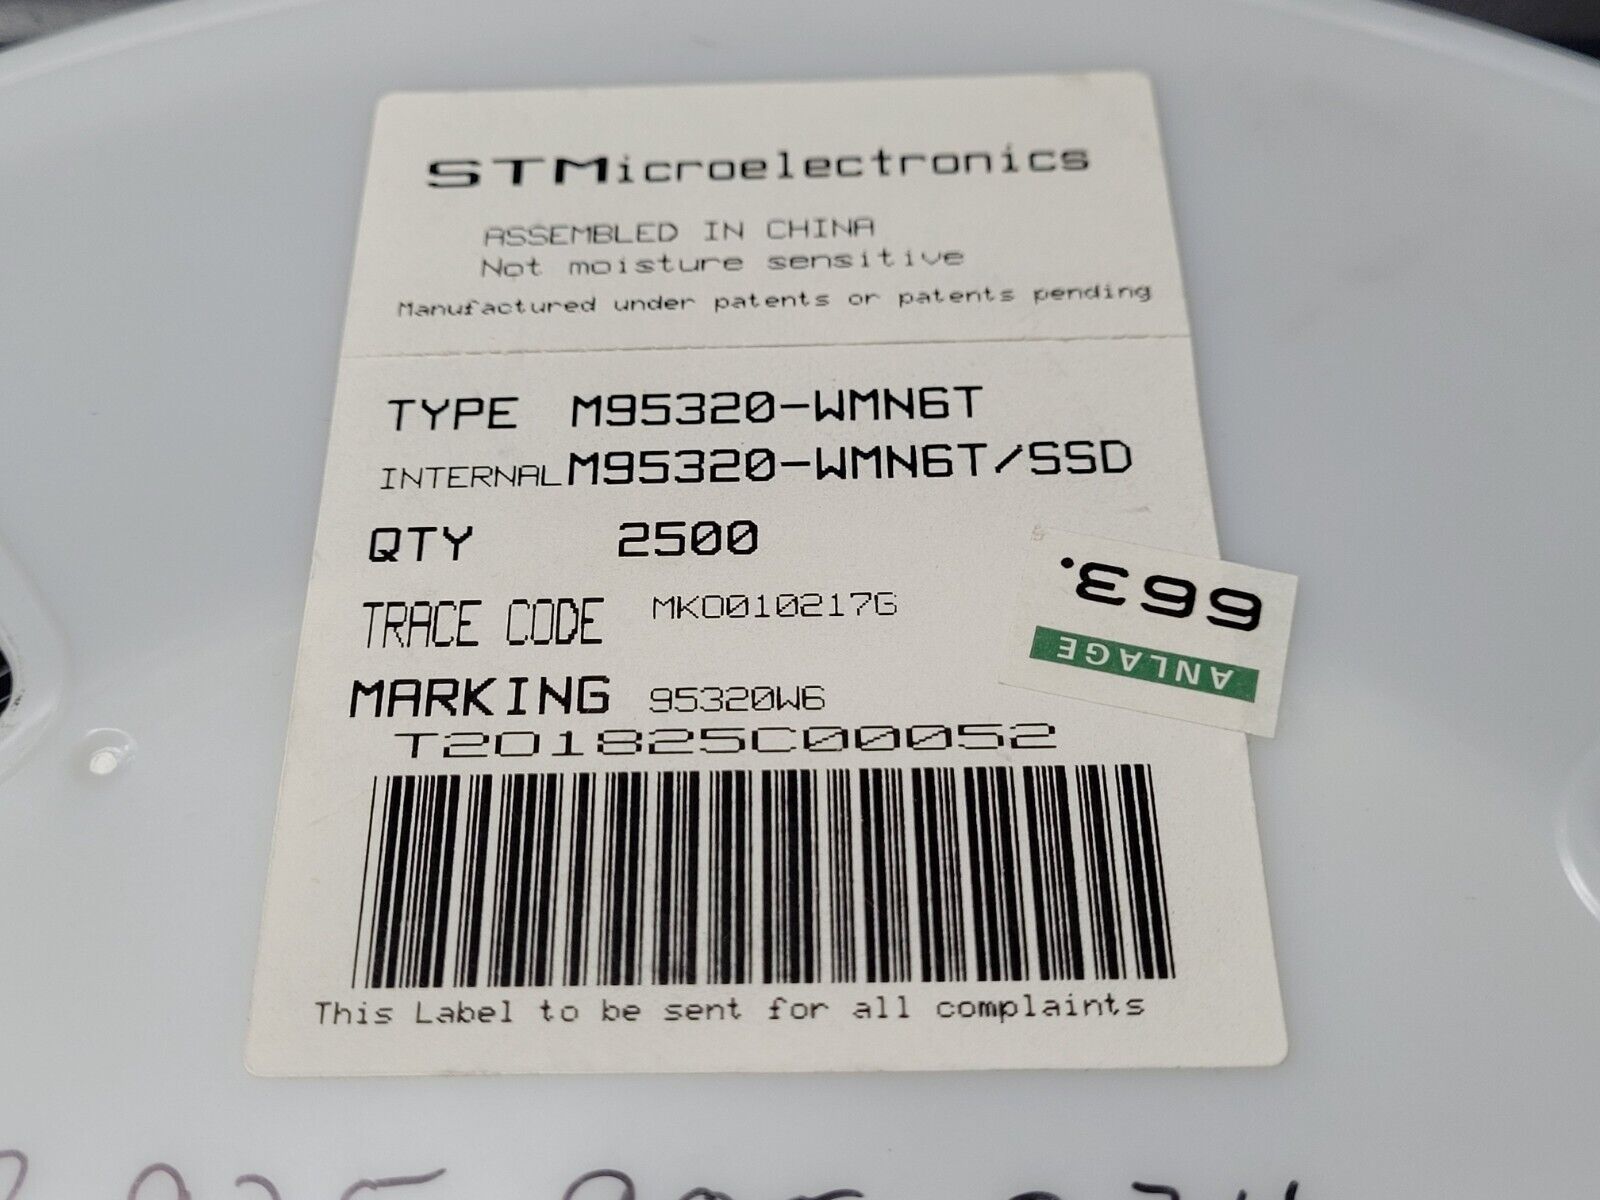 STMicroelectronics
ASSEMBLED IN CHINA
Not moisture sensitive
Manufactured under patents or patents pending
TYPE M95320-WMN6T
INTERNAL M95320-WMN6T/SSD
QTY 2500
TRACE CODE MK0010217G
MARKING 95320W6
T201825C00052
This Label to be sent for all complaints
ANLAGE
663.